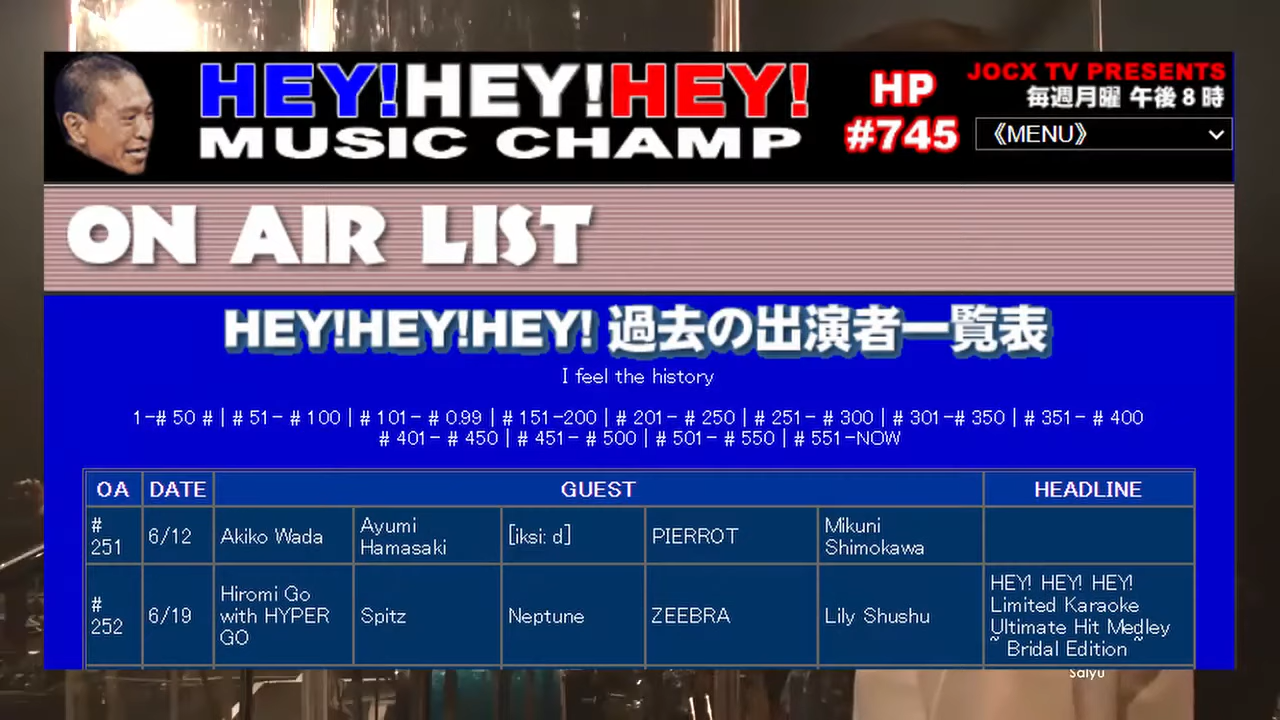 HEY!HEY!HEY!
MUSIC CHAMP
HP
#745
JOCX TV PRESENTS
毎週月曜 午後8時
《MENU》
ON AIR LIST
HEY!HEY!HEY! 過去の出演者一覧表
I feel the history
1-# 50 # | # 51- # 100 | # 101- # 0.99 | # 151-200 | # 201- # 250 | # 251- # 300 | # 301-# 350 | # 351- # 400
# 401- # 450 | # 451- # 500 | # 501- # 550 | # 551-NOW
OA DATE GUEST HEADLINE
# 251 6/12 Akiko Wada Ayumi Hamasaki [iksi: d] PIERROT Mikuni Shimokawa
# 252 6/19 Hiromi Go with HYPER GO Spitz Neptune ZEEBRA Lily Shushu HEY! HEY! HEY! Limited Karaoke Ultimate Hit Medley ~ Bridal Edition ~
Salyu